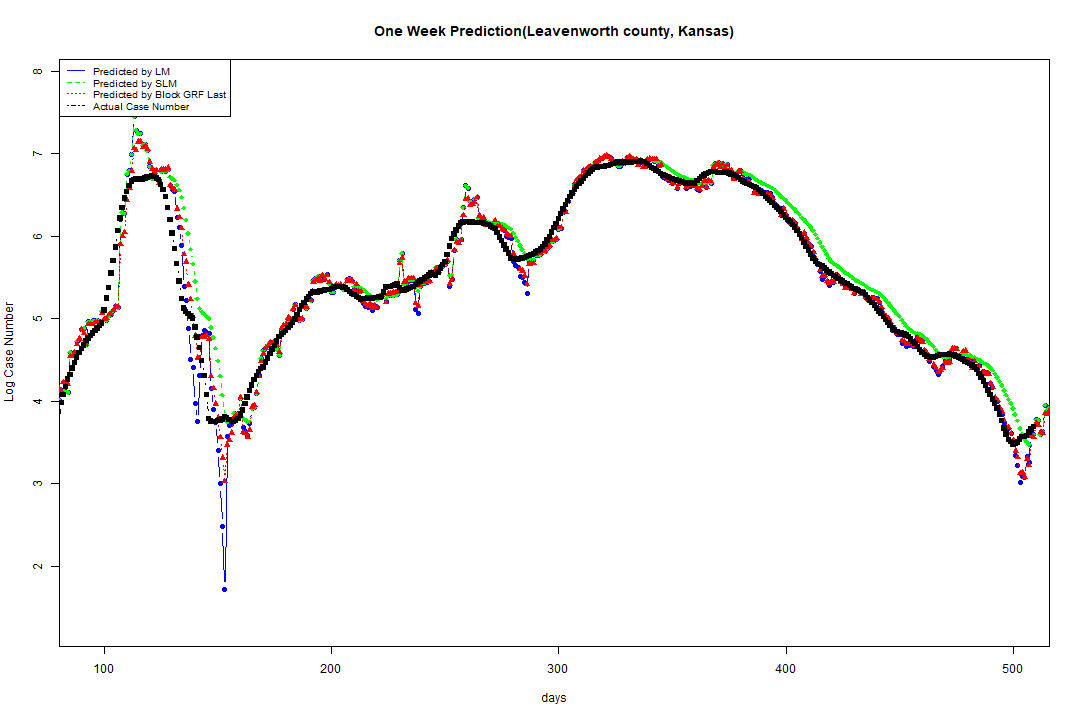 One Week Prediction(Leavenworth county, Kansas)
Predicted by LM
Predicted by SLM
Predicted by Block GRF Last
Actual Case Number
8
7
6
5
4
3
2
Log Case Number
100 200 300 400 500
days